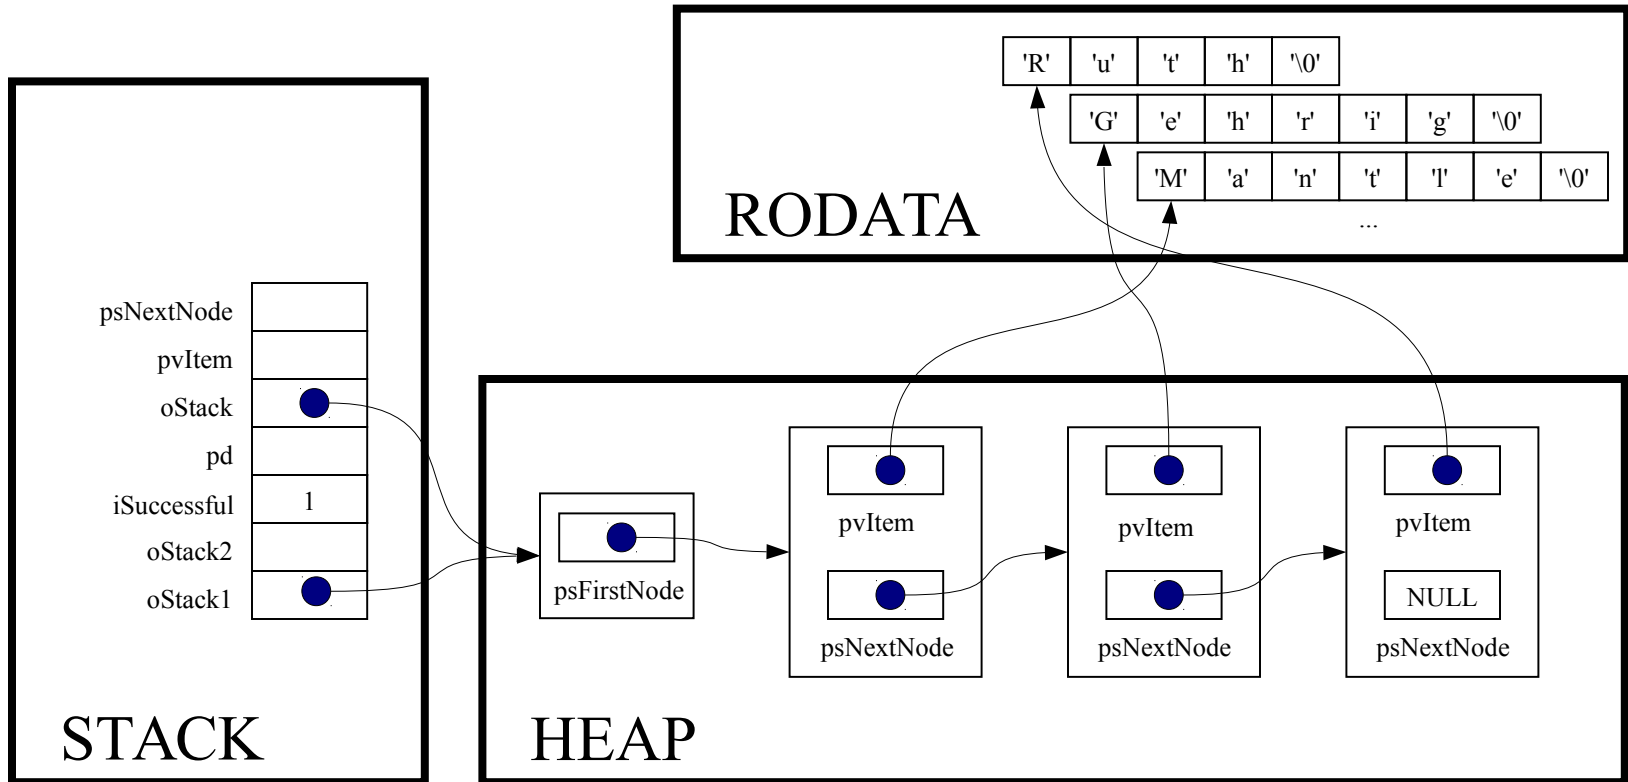 'R' 'u' 't' 'h' '\0'
'G' 'e' 'h' 'r' 'i' 'g' '\0'
'M' 'a' 'n' 't' 'l' 'e' '\0'
...
RODATA
psNextNode
pvItem
oStack
pd
iSuccessful 1
oStack2
oStack1
STACK
psFirstNode
pvItem
psNextNode
pvItem
psNextNode
pvItem
NULL
psNextNode
HEAP